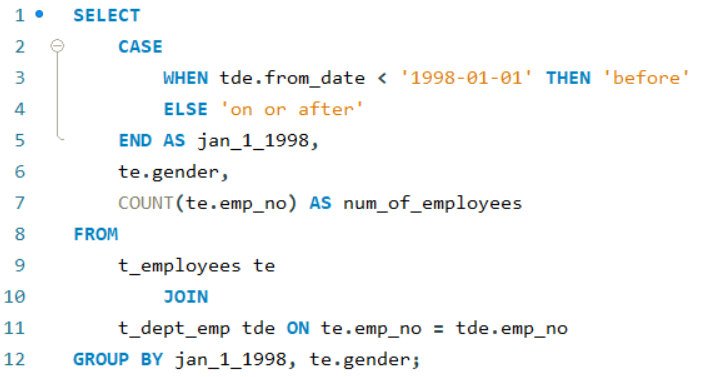 1 SELECT
2 CASE
3 WHEN tde.from_date < '1998-01-01' THEN 'before'
4 ELSE 'on or after'
5 END AS jan_1_1998,
6 te.gender,
7 COUNT(te.emp_no) AS num_of_employees
8 FROM
9 t_employees te
10 JOIN
11 t_dept_emp tde ON te.emp_no = tde.emp_no
12 GROUP BY jan_1_1998, te.gender;